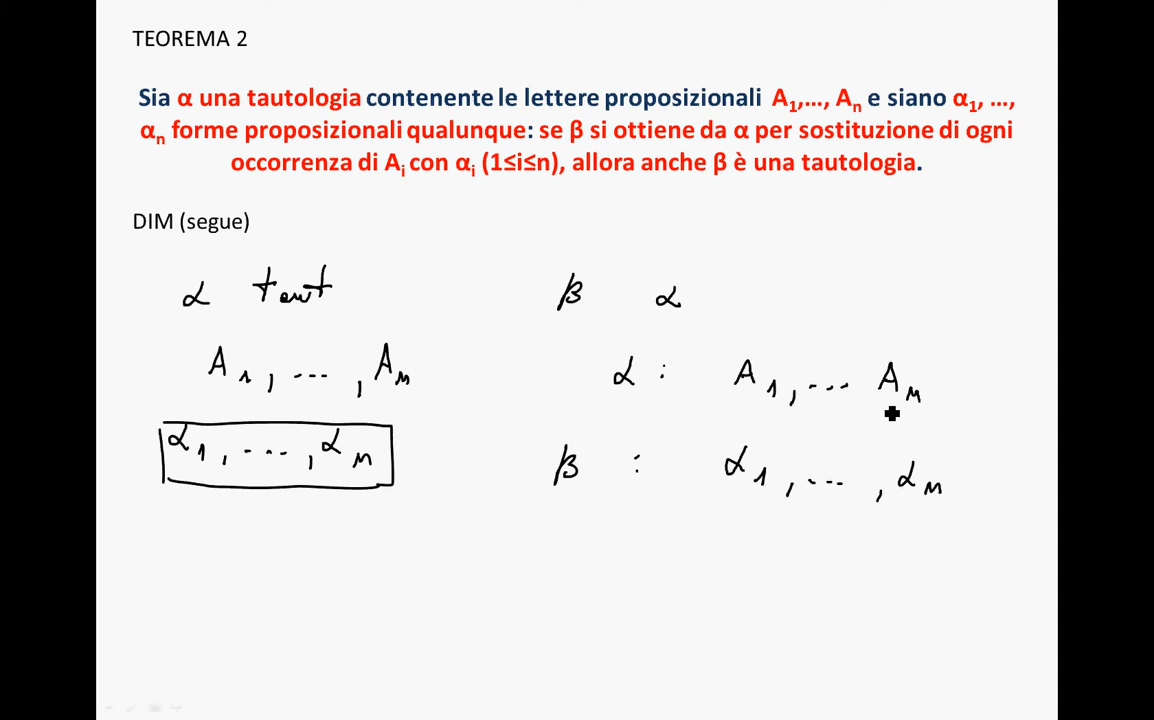 TEOREMA 2
Sia α una tautologia contenente le lettere proposizionali A₁,…, Aₙ e siano α₁, …,
αₙ forme proposizionali qualunque: se β si ottiene da α per sostituzione di ogni
occorrenza di Aᵢ con αᵢ (1≤i≤n), allora anche β è una tautologia.
DIM (segue)
α taut
β α
A₁, ... , Aₙ
α : A₁, ... Aₙ
α₁, ... , αₙ
β : α₁, ... , αₙ